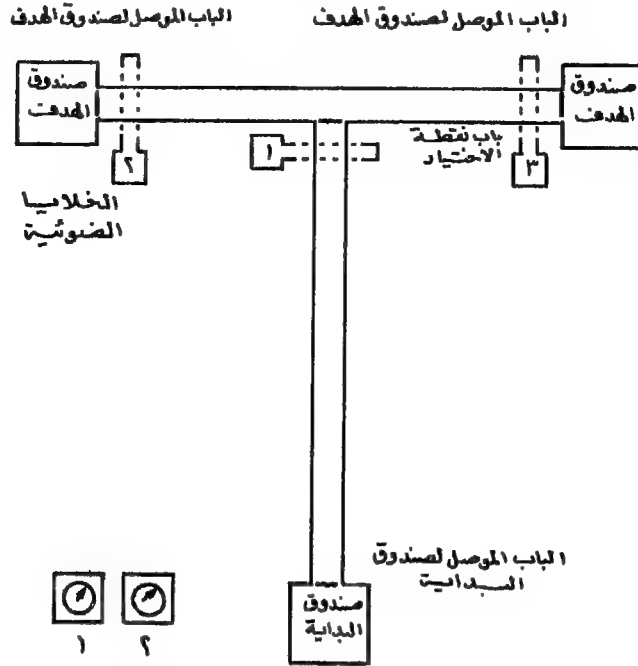 الباب الموصل لصندوق الهدف
الباب الموصل لصندوق الهدف
صندوق
الهدف
صندوق
الهدف
١
باب نقطة
الاختيار
٢
٣
الخلايا
الضوئية
الباب الموصل لصندوق
البداية
صندوق
البداية
١
٢